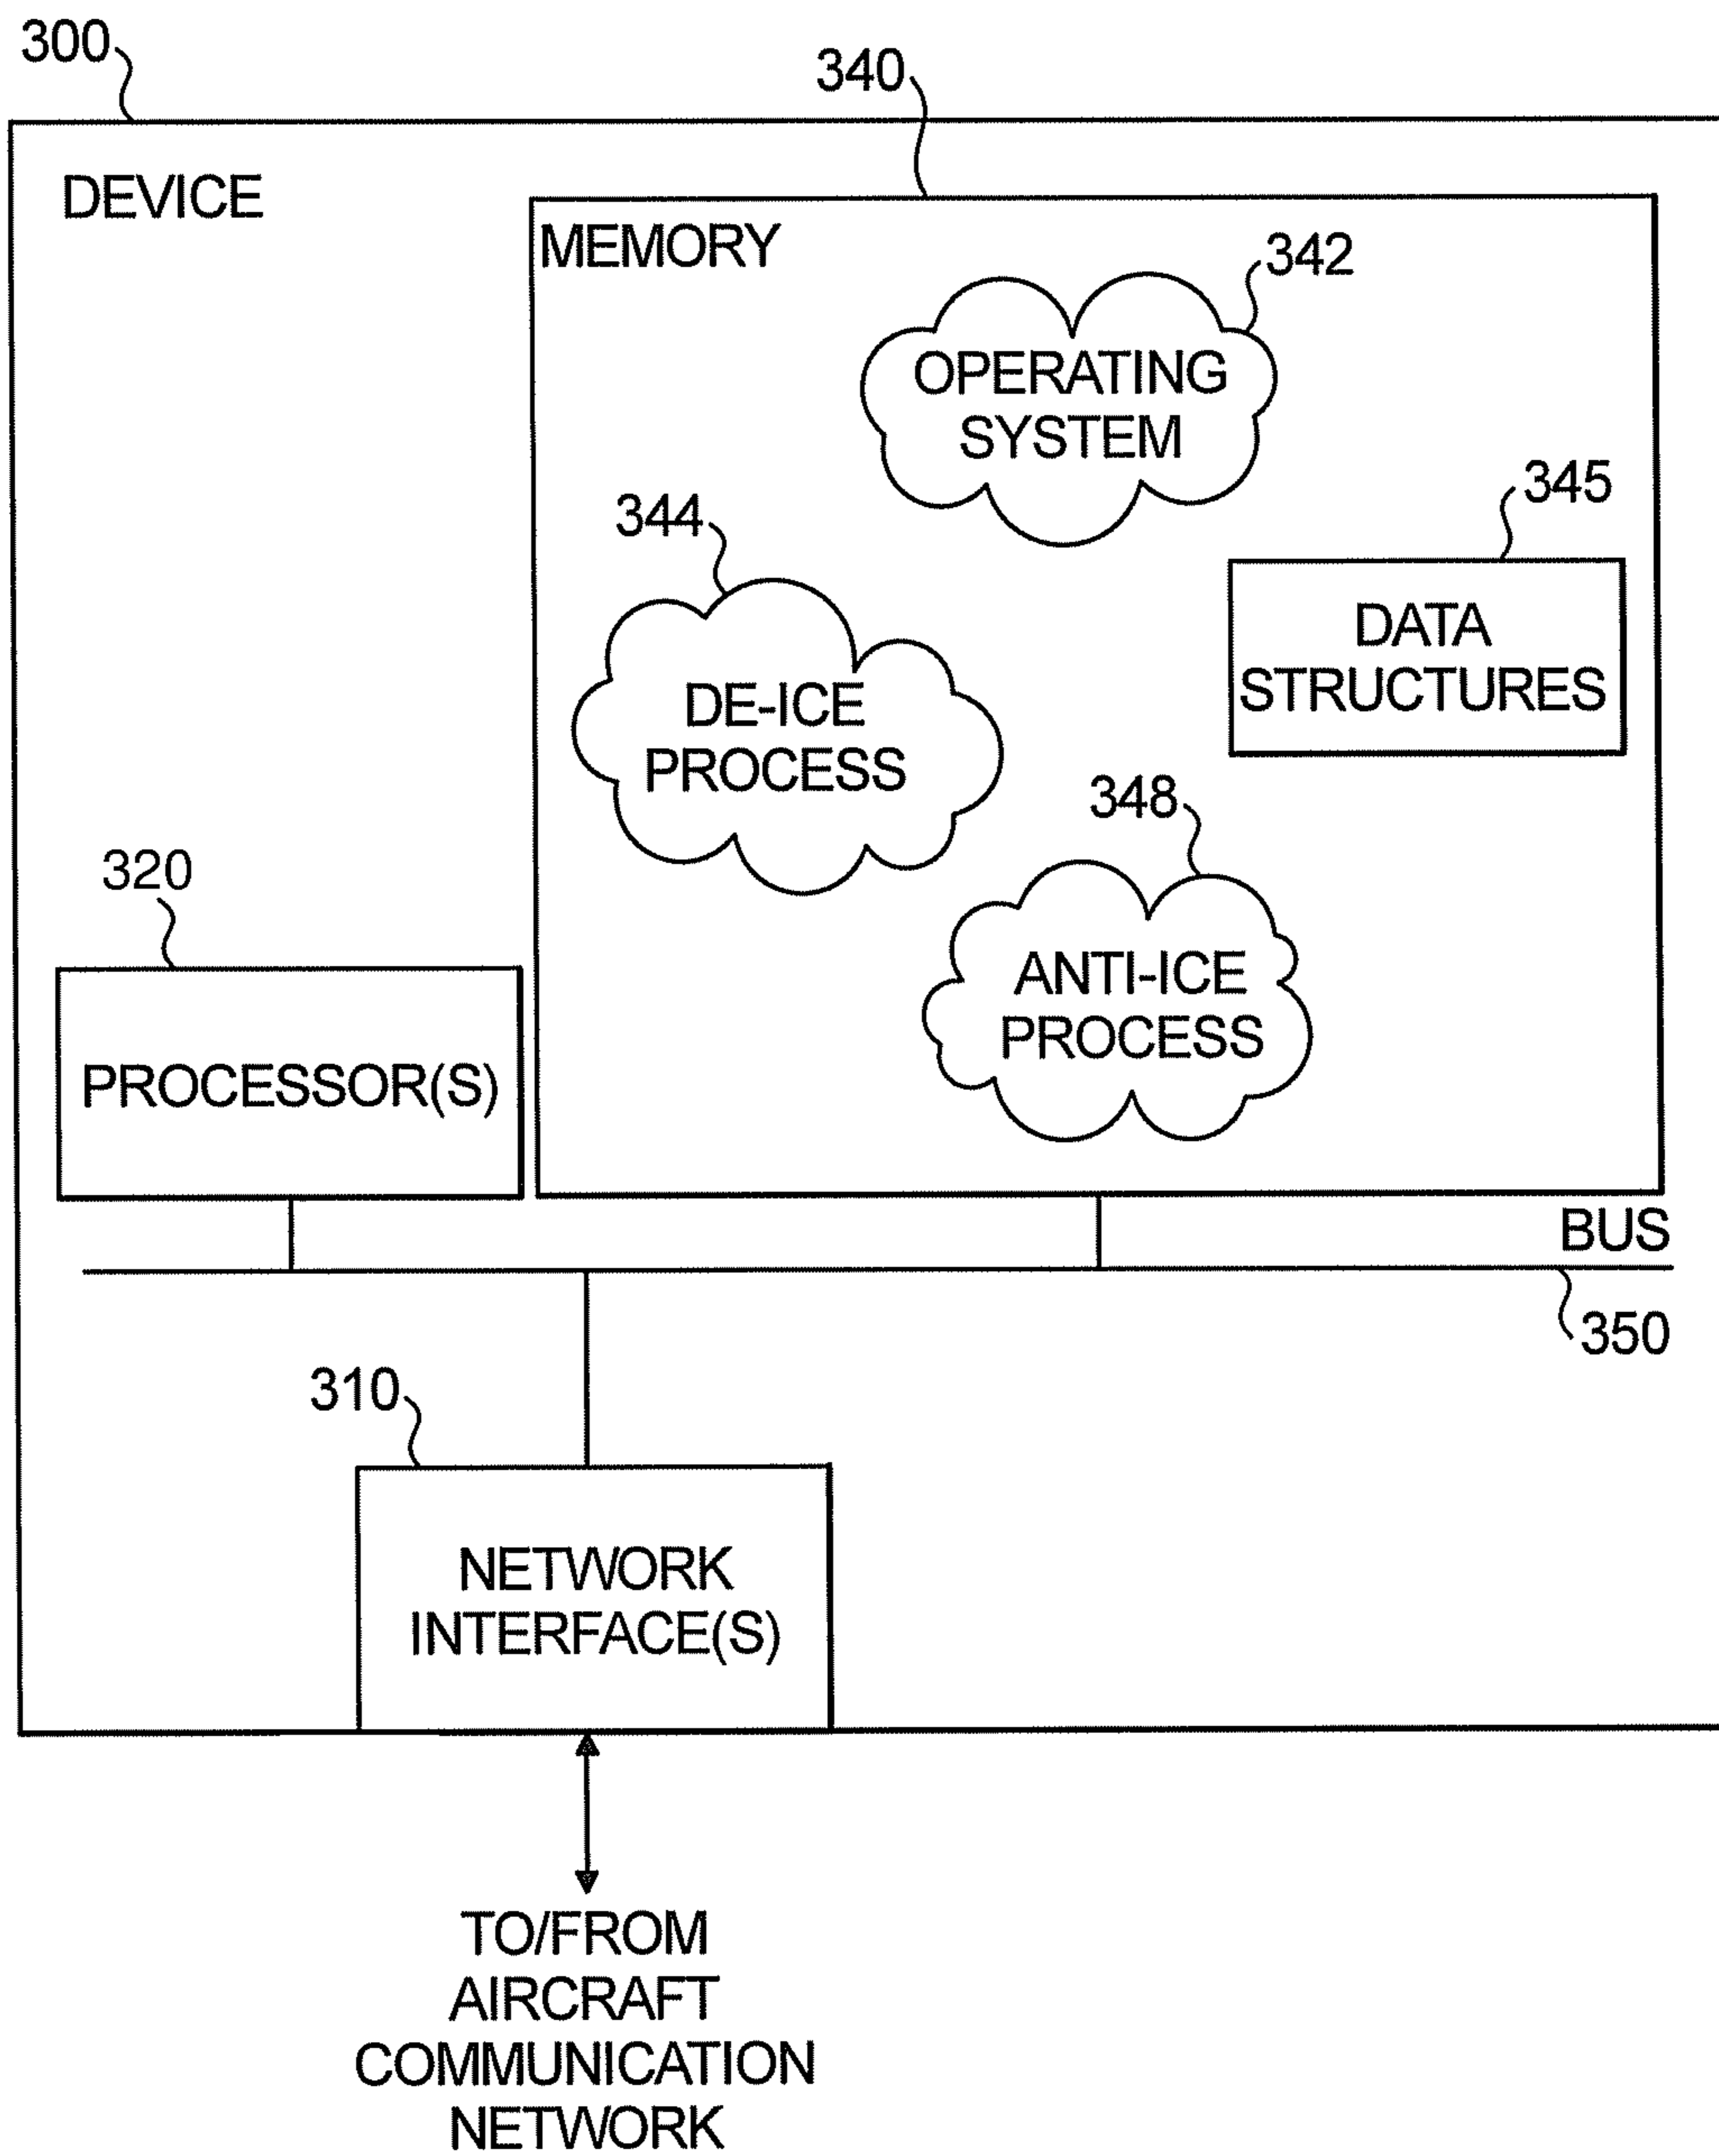 300
340
DEVICE
MEMORY
342
OPERATING
SYSTEM
345
344
DATA
STRUCTURES
DE-ICE
PROCESS
348
320
ANTI-ICE
PROCESS
PROCESSOR(S)
BUS
350
310
NETWORK
INTERFACE(S)
TO/FROM
AIRCRAFT
COMMUNICATION
NETWORK